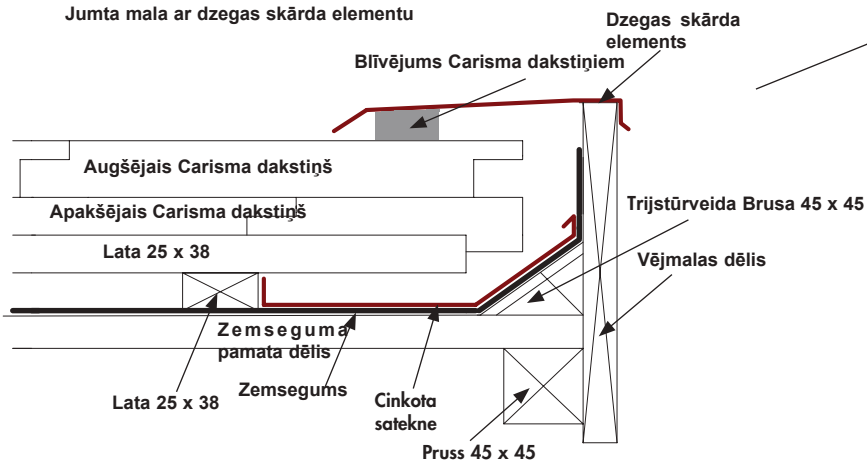 Jumta mala ar dzegas skārda elementu
Dzegas skārda
elements
Blīvējums Carisma dakstiņiem
Augšējais Carisma dakstiņš
Apakšējais Carisma dakstiņš
Trijstūrveida Brusa 45 x 45
Lata 25 x 38
Vējmalas dēlis
Zemseguma
pamata dēlis
Zemsegums
Lata 25 x 38
Cinkota
satekne
Pruss 45 x 45